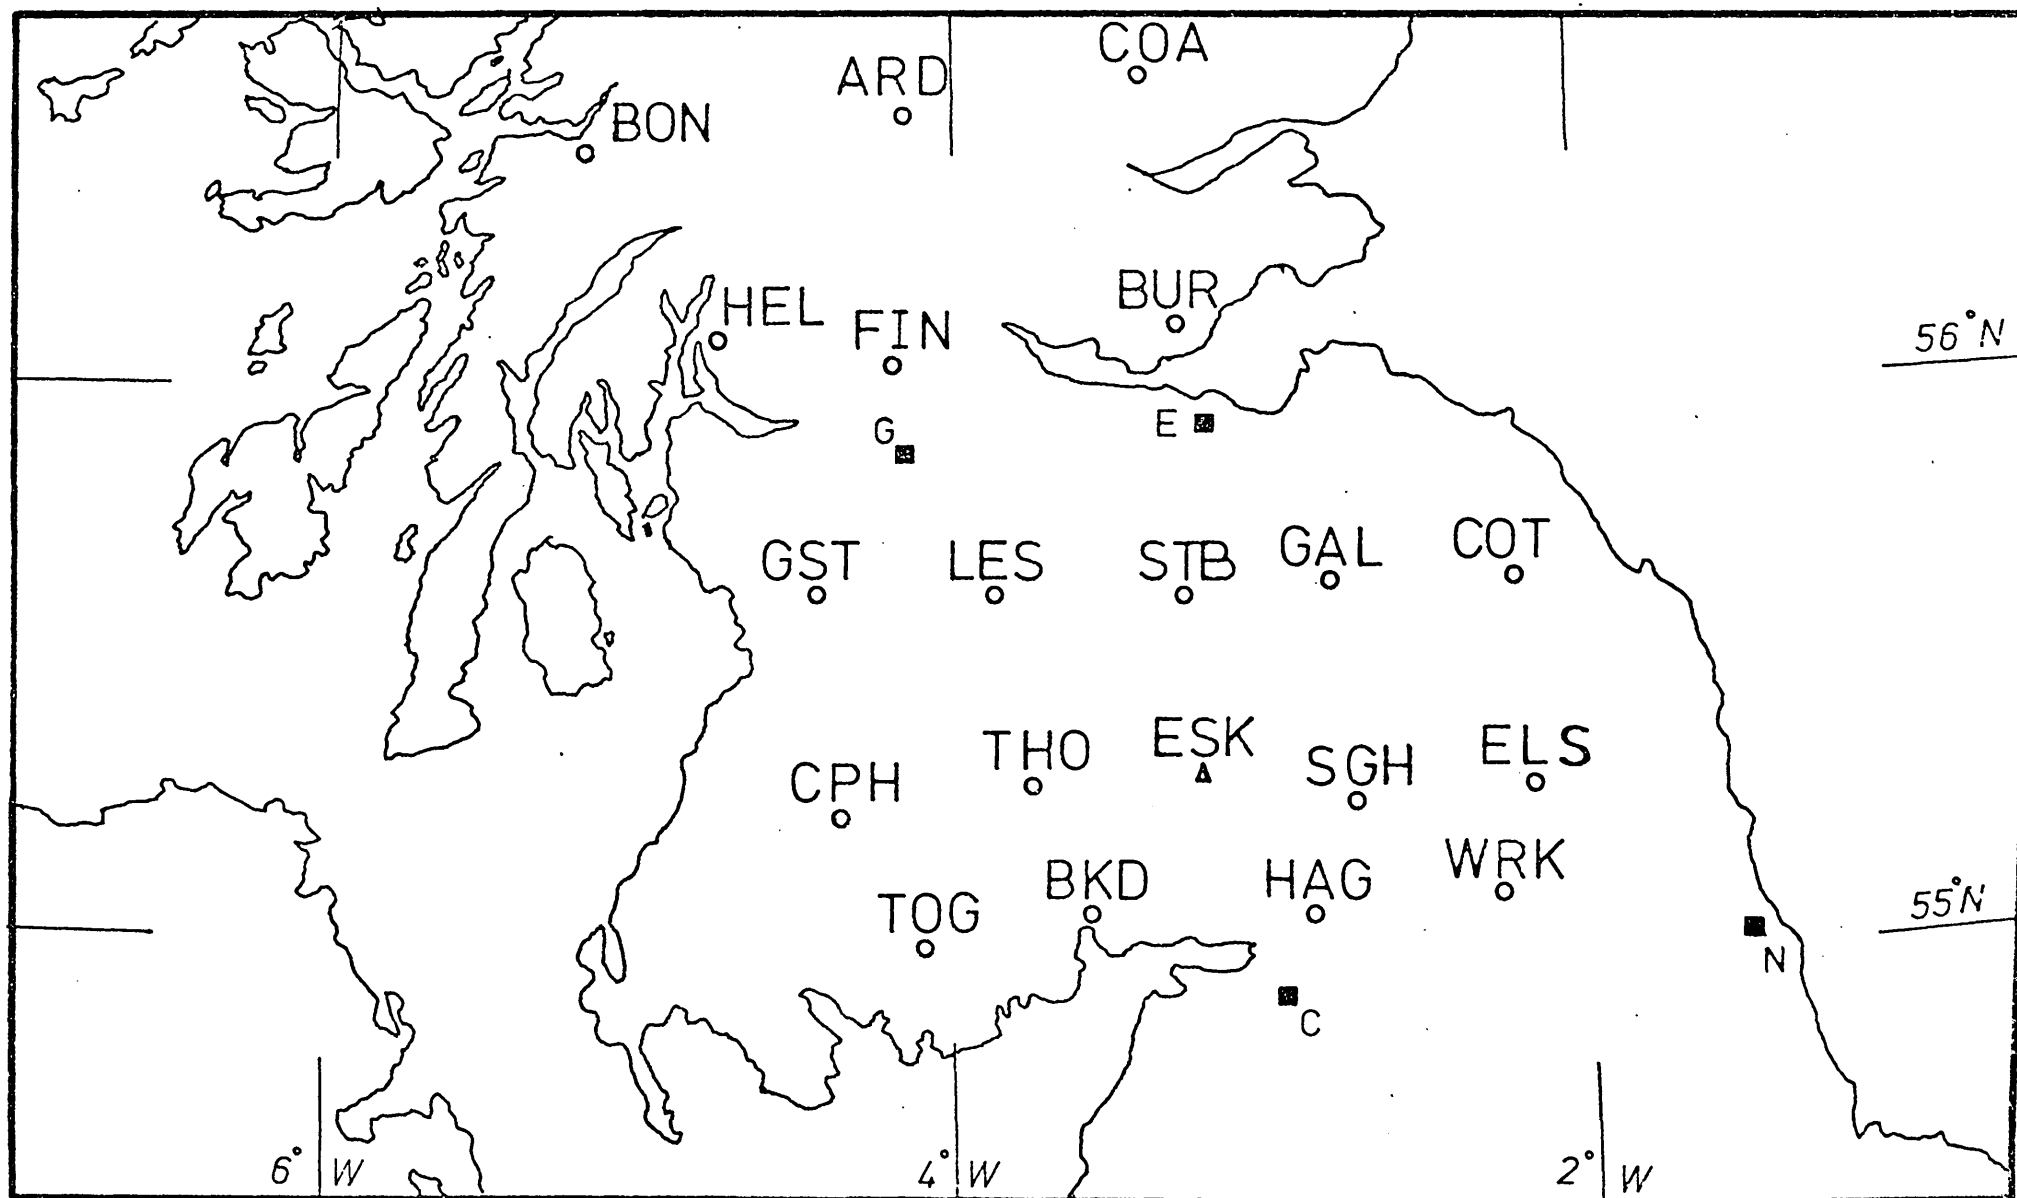 COA
ARD
BON
HEL
FIN
BUR
56°N
G
E
GST
LES
STB
GAL
COT
CPH
THO
ESK
SGH
ELS
TOG
BKD
HAG
WRK
55°N
N
C
6° W
4° W
2° W